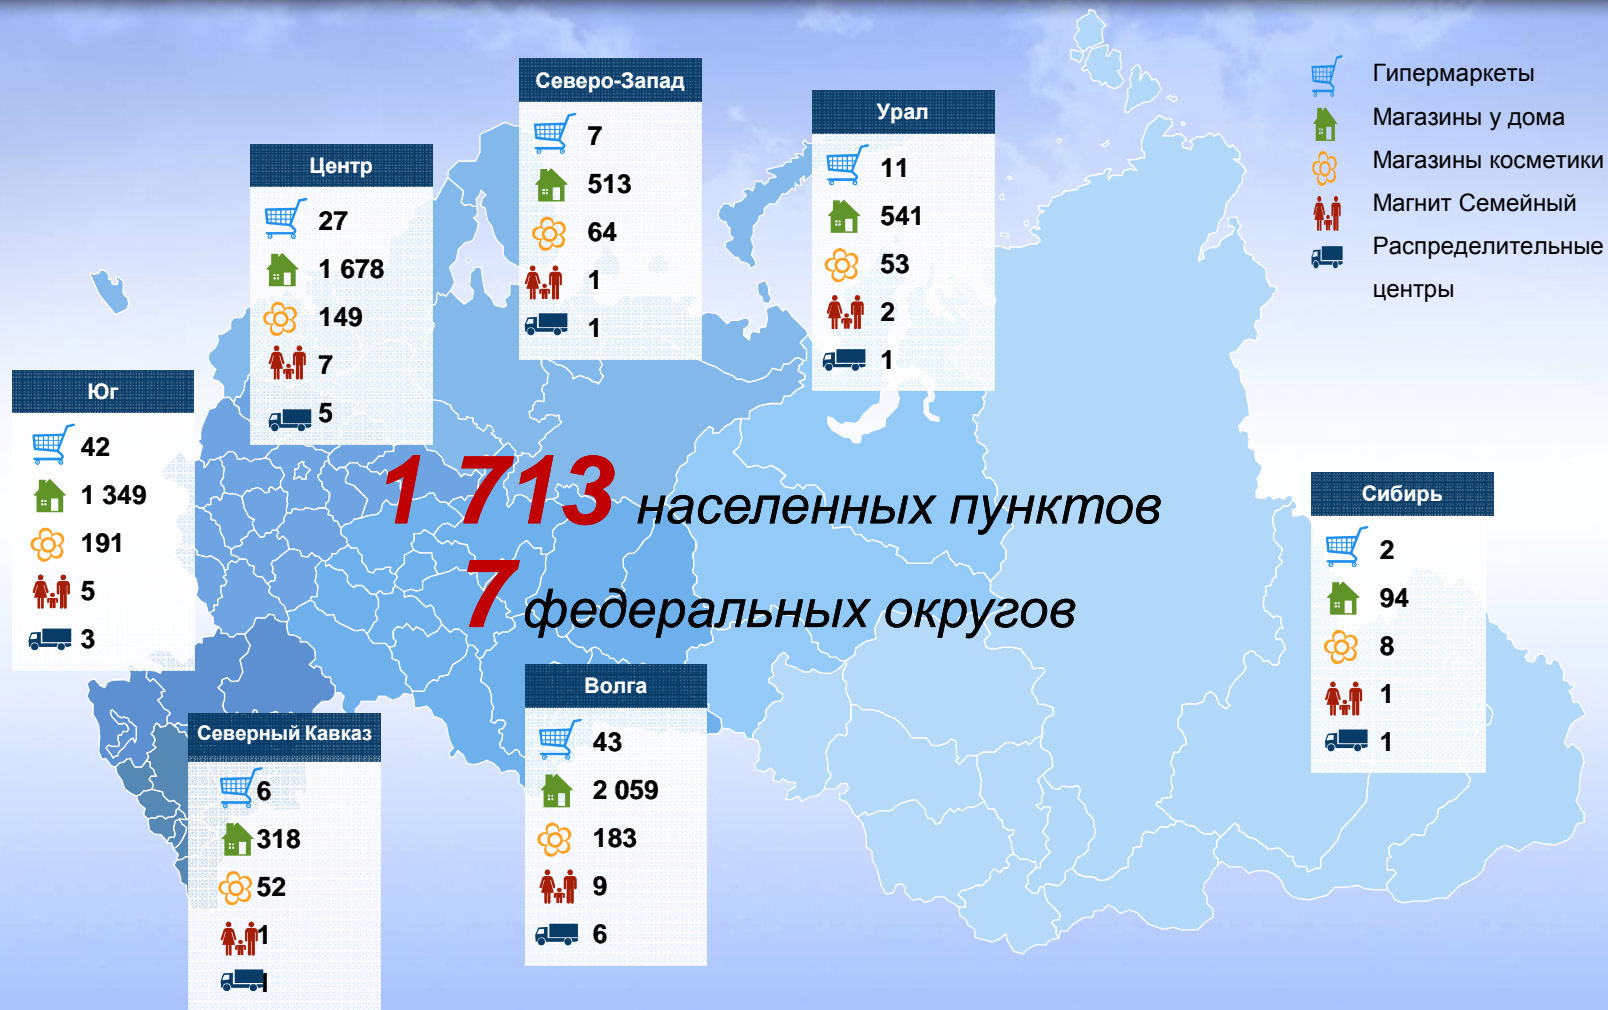 Северо-Запад
7
513
64
1
1
Урал
11
541
53
2
1
Гипермаркеты
Магазины у дома
Магазины косметики
Магнит Семейный
Распределительные
центры
Центр
27
1 678
149
7
5
Юг
42
1 349
191
5
3
1 713 населенных пунктов
7 федеральных округов
Сибирь
2
94
8
1
1
Волга
43
2 059
183
9
6
Северный Кавказ
6
318
52
1
1